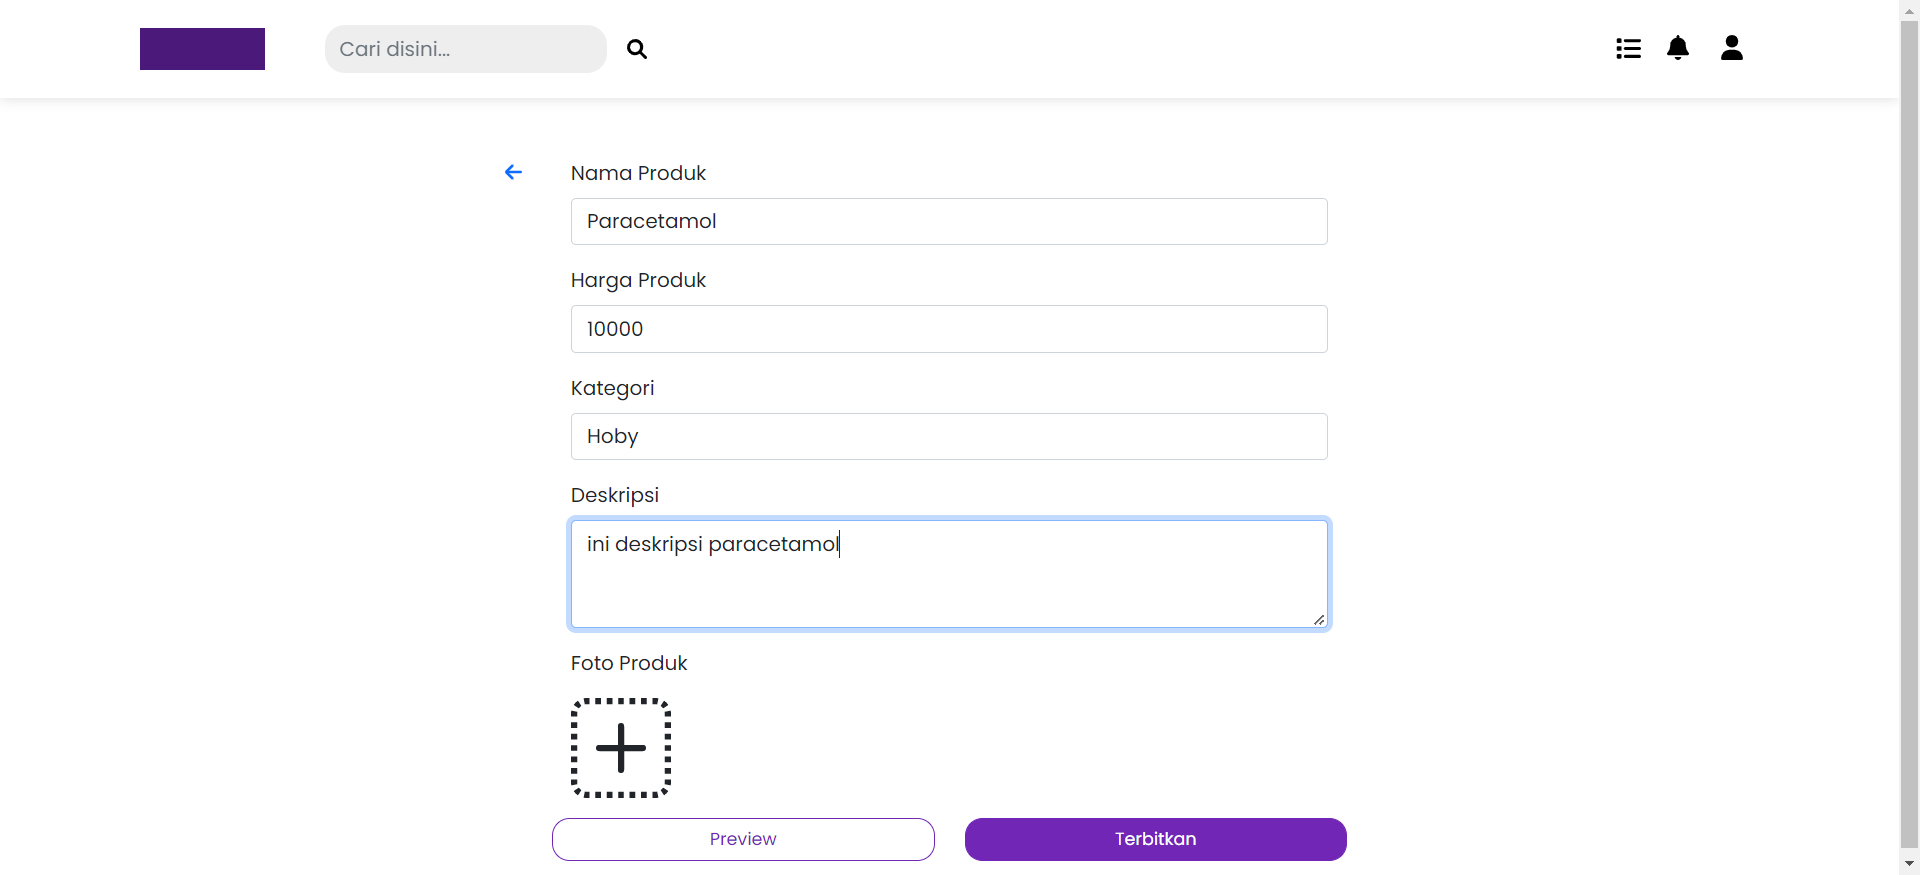 Cari disini...
Nama Produk
Paracetamol
Harga Produk
10000
Kategori
Hoby
Deskripsi
ini deskripsi paracetamol
Foto Produk
Preview
Terbitkan